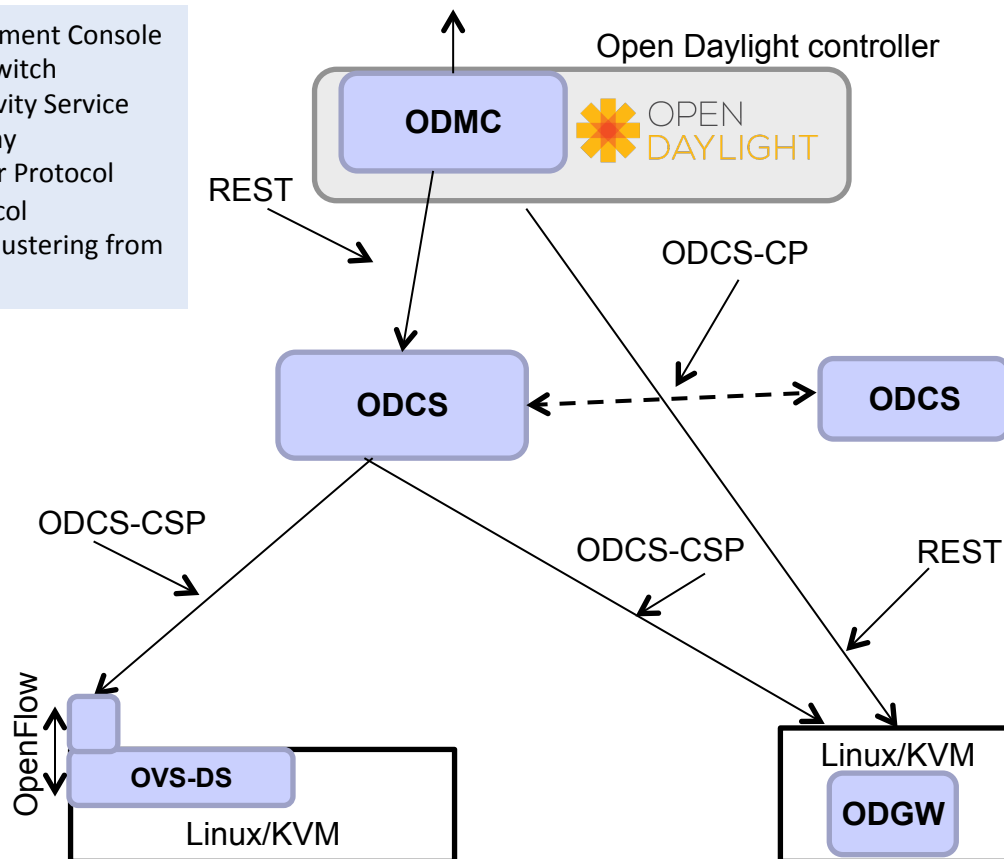 ment Console
witch
vity Service
ay
r Protocol
col
ustering from
Open Daylight controller
ODMC
OPEN
DAYLIGHT
REST
ODCS-CP
ODCS
ODCS
ODCS-CSP
ODCS-CSP
REST
OpenFlow
OVS-DS
Linux/KVM
Linux/KVM
ODGW